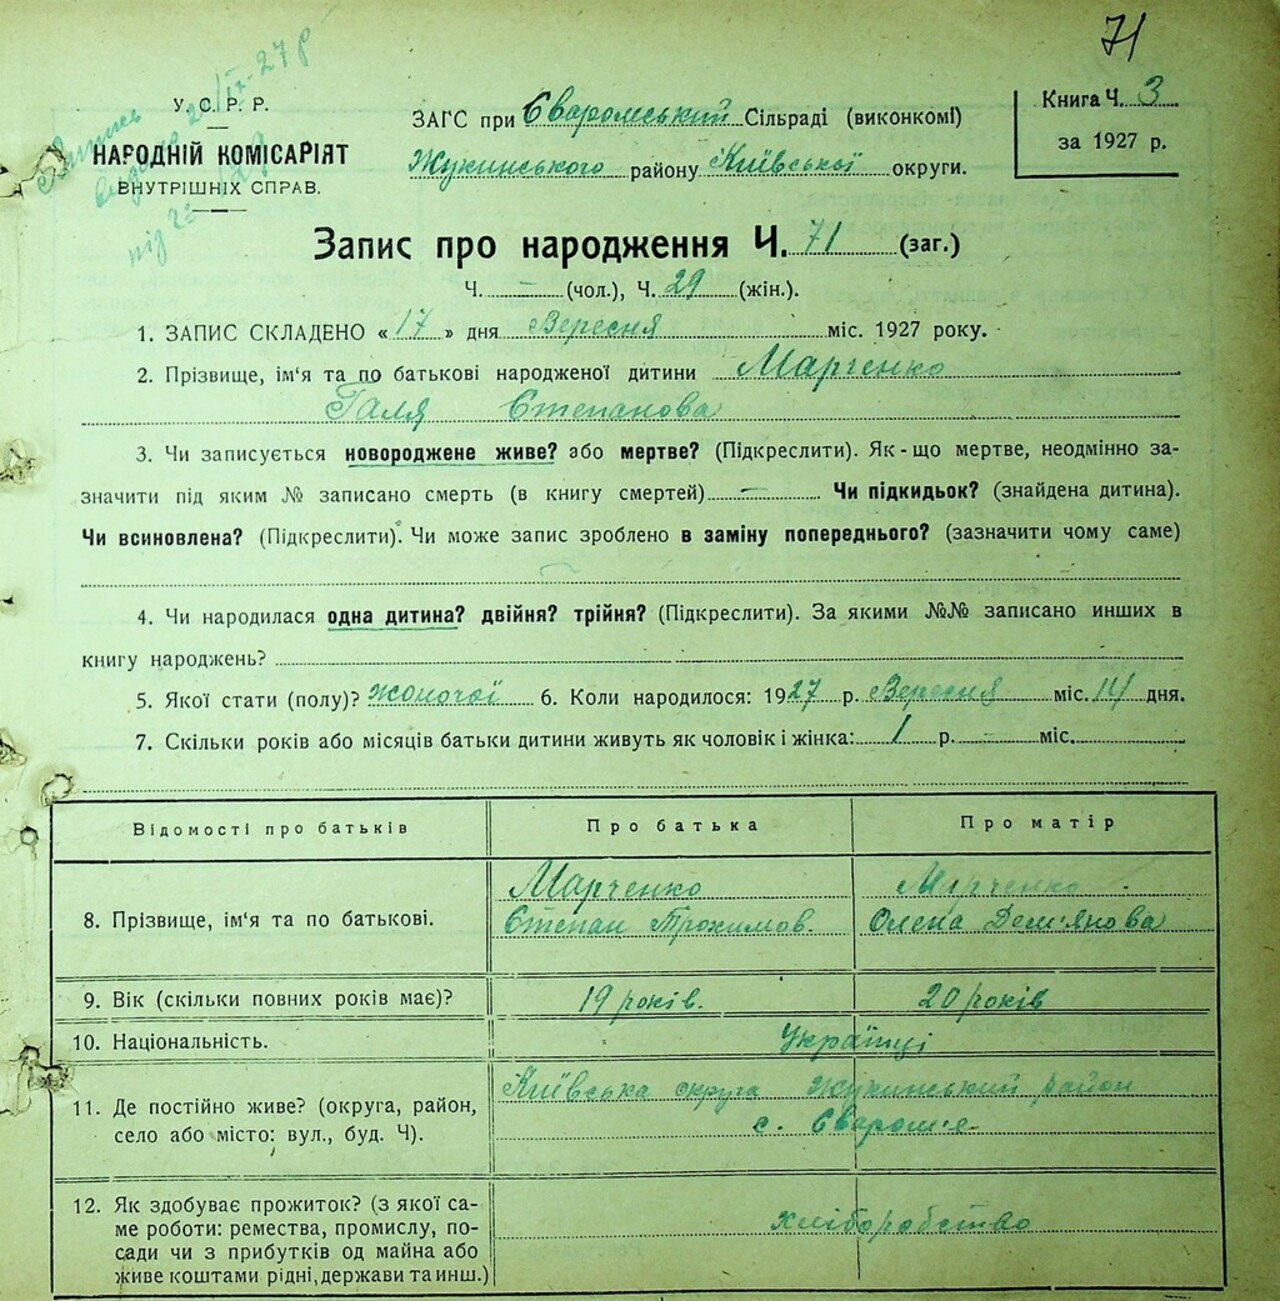 71
У. С. Р. Р.
НАРОДНІЙ КОМІСАРІЯТ
ВНУТРІШНІХ СПРАВ.
ЗАГС при Єваромський Сільраді (виконкомі)
Жукинського району Київської округи.
Книга Ч. 3
за 1927 р.
Запис про народження Ч. 71 (заг.)
Ч. – (чол.), Ч. 29 (жін.).
1. ЗАПИС СКЛАДЕНО «17» дня Вересня міс. 1927 року.
2. Прізвище, ім'я та по батькові народженої дитини Марченко
Галя Степанова
3. Чи записується новороджене живе? або мертве? (Підкреслити). Як-що мертве, неодмінно за-
значити під яким № записано смерть (в книгу смертей) – Чи підкидьок? (знайдена дитина).
Чи всиновлена? (Підкреслити). Чи може запис зроблено в заміну попереднього? (зазначити чому саме)
4. Чи народилася одна дитина? двійня? трійня? (Підкреслити). За якими №№ записано инших в
книгу народжень?
5. Якої стати (полу)? жоночої 6. Коли народилося: 1927 р. Вересня міс. 14 дня.
7. Скільки років або місяців батьки дитини живуть як чоловік і жінка: 1 р. – міс.
Відомості про батьків Про батька Про матір
8. Прізвище, ім'я та по батькові. Марченко Степан Трохимов. Марченко Олена Дем'янова
9. Вік (скільки повних років має)? 19 років. 20 років
10. Національність. Українці
11. Де постійно живе? (округа, район, Київська округа Жукинський район
село або місто: вул., буд. Ч). с. Єваром'є
12. Як здобуває прожиток? (з якої са-
ме роботи: ремества, промислу, по- хліборобство
сади чи з прибутків од майна або
живе коштами рідні, держави та инш.)